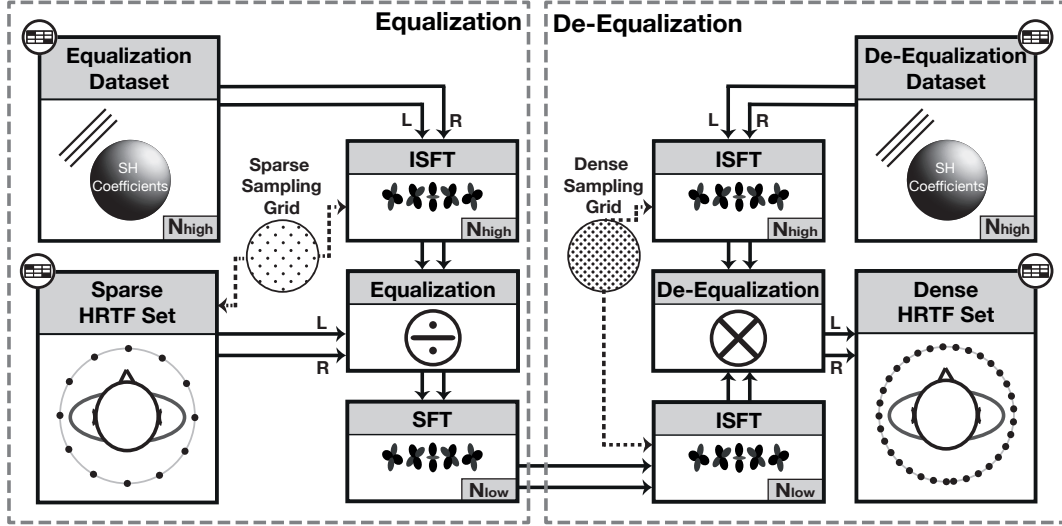 Equalization
Equalization
Dataset
SH
Coefficients
Nhigh
L
R
ISFT
Nhigh
Sparse
Sampling
Grid
Sparse
HRTF Set
L
R
Equalization
SFT
Nlow
De-Equalization
De-Equalization
Dataset
SH
Coefficients
Nhigh
L
R
ISFT
Nhigh
Dense
Sampling
Grid
De-Equalization
L
R
Dense
HRTF Set
ISFT
Nlow